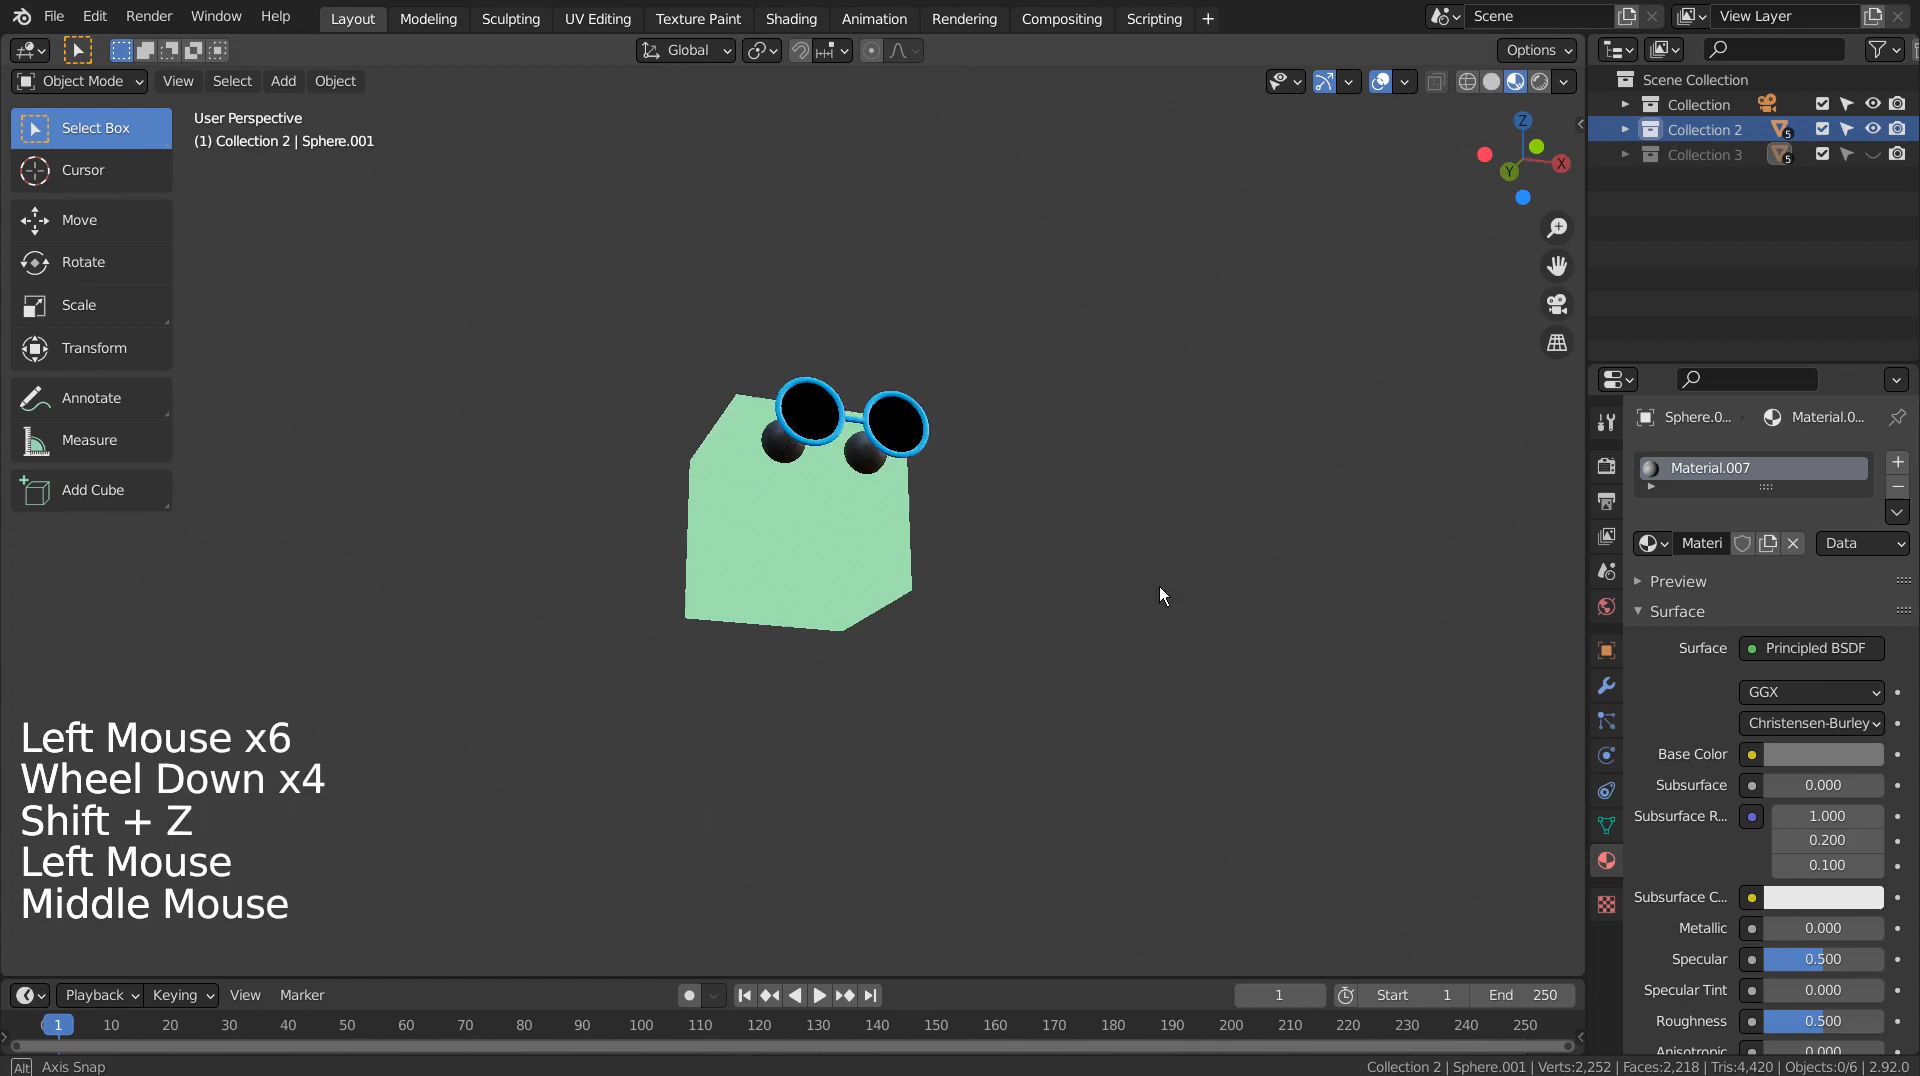 File Edit Render Window Help Layout Modeling Sculpting UV Editing Texture Paint Shading Animation Rendering Compositing Scripting + Scene View Layer
Global Options
Object Mode View Select Add Object
Scene Collection
Collection
Collection 2 5
Collection 3 5
Select Box
Cursor
Move
Rotate
Scale
Transform
Annotate
Measure
Add Cube
User Perspective
(1) Collection 2 | Sphere.001
Z
X
Y
Sphere.0... Material.0...
Material.007
Materi Data
Preview
Surface
Surface Principled BSDF
GGX
Christensen-Burley
Base Color
Subsurface 0.000
Subsurface R... 1.000
0.200
0.100
Subsurface C...
Metallic 0.000
Specular 0.500
Specular Tint 0.000
Roughness 0.500
Anisotropic 0.000
Left Mouse x6
Wheel Down x4
Shift + Z
Left Mouse
Middle Mouse
Playback Keying View Marker 1 Start 1 End 250
1 10 20 30 40 50 60 70 80 90 100 110 120 130 140 150 160 170 180 190 200 210 220 230 240 250
Alt Axis Snap
Collection 2 | Sphere.001 | Verts:2,252 | Faces:2,218 | Tris:4,420 | Objects:0/6 | 2.92.0